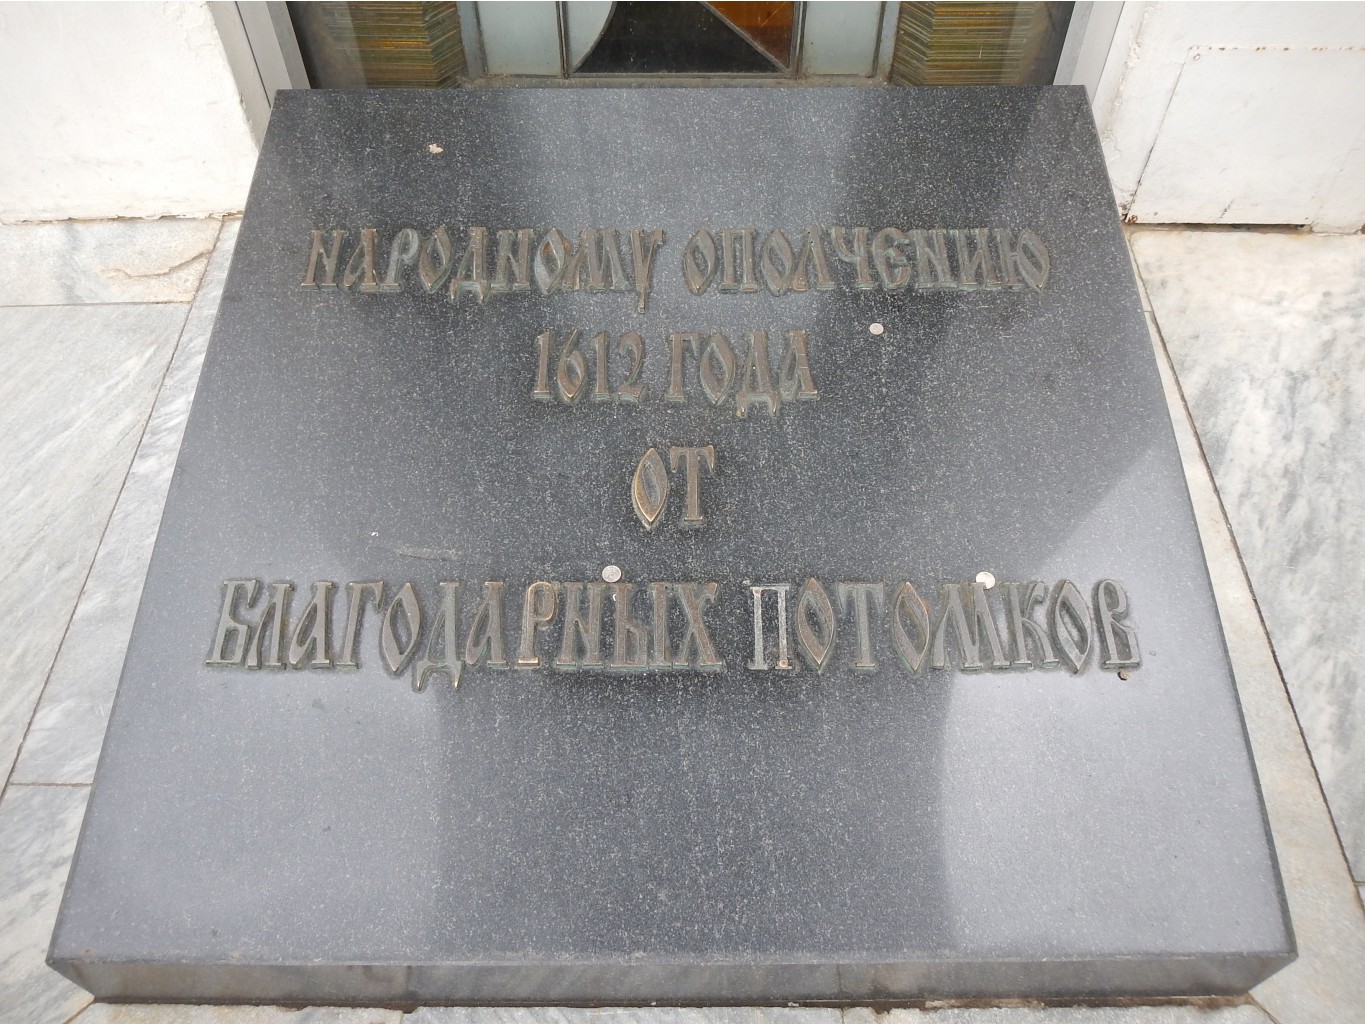 НАРОДНОМУ ОПОЛЧЕНИЮ
1612 ГОДА
ОТ
БЛАГОДАРНЫХ ПОТОМКОВ